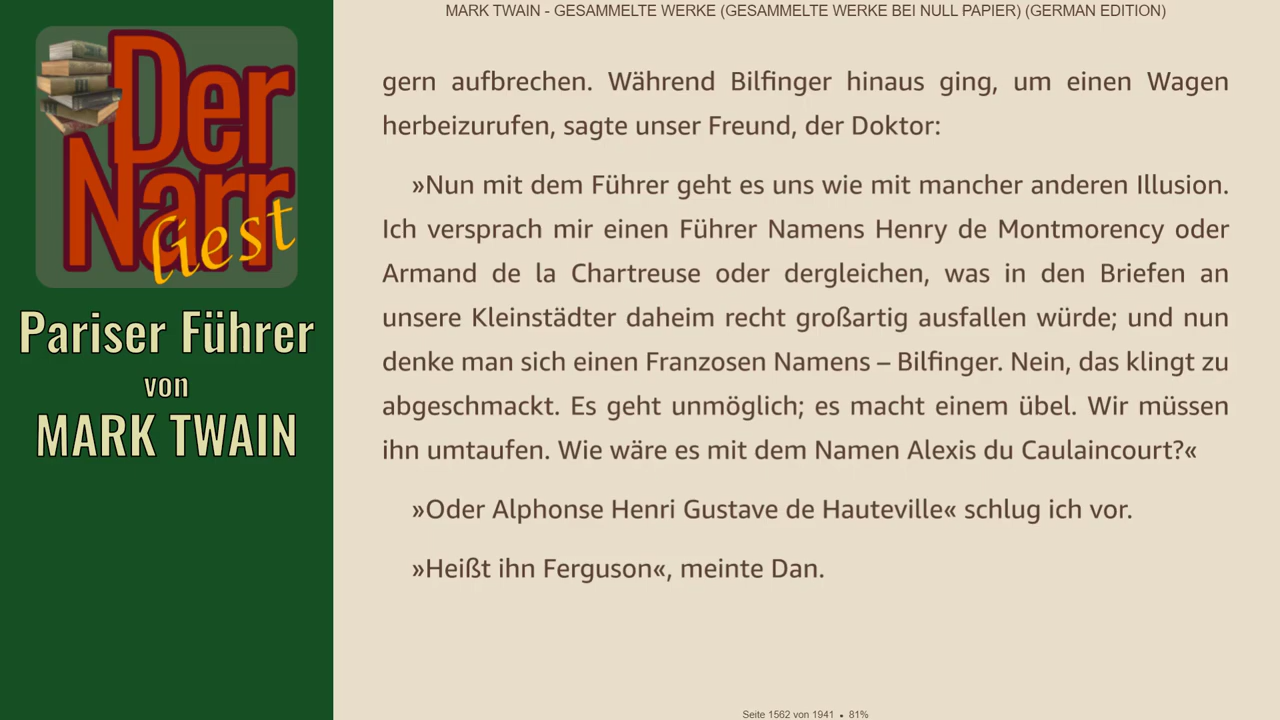 Der
Narr
liest
Pariser Führer
von
MARK TWAIN
MARK TWAIN - GESAMMELTE WERKE (GESAMMELTE WERKE BEI NULL PAPIER) (GERMAN EDITION)
gern aufbrechen. Während Bilfinger hinaus ging, um einen Wagen
herbeizurufen, sagte unser Freund, der Doktor:
»Nun mit dem Führer geht es uns wie mit mancher anderen Illusion.
Ich versprach mir einen Führer Namens Henry de Montmorency oder
Armand de la Chartreuse oder dergleichen, was in den Briefen an
unsere Kleinstädter daheim recht großartig ausfallen würde; und nun
denke man sich einen Franzosen Namens – Bilfinger. Nein, das klingt zu
abgeschmackt. Es geht unmöglich; es macht einem übel. Wir müssen
ihn umtaufen. Wie wäre es mit dem Namen Alexis du Caulaincourt?«
»Oder Alphonse Henri Gustave de Hauteville« schlug ich vor.
»Heißt ihn Ferguson«, meinte Dan.
Seite 1562 von 1941 • 81%